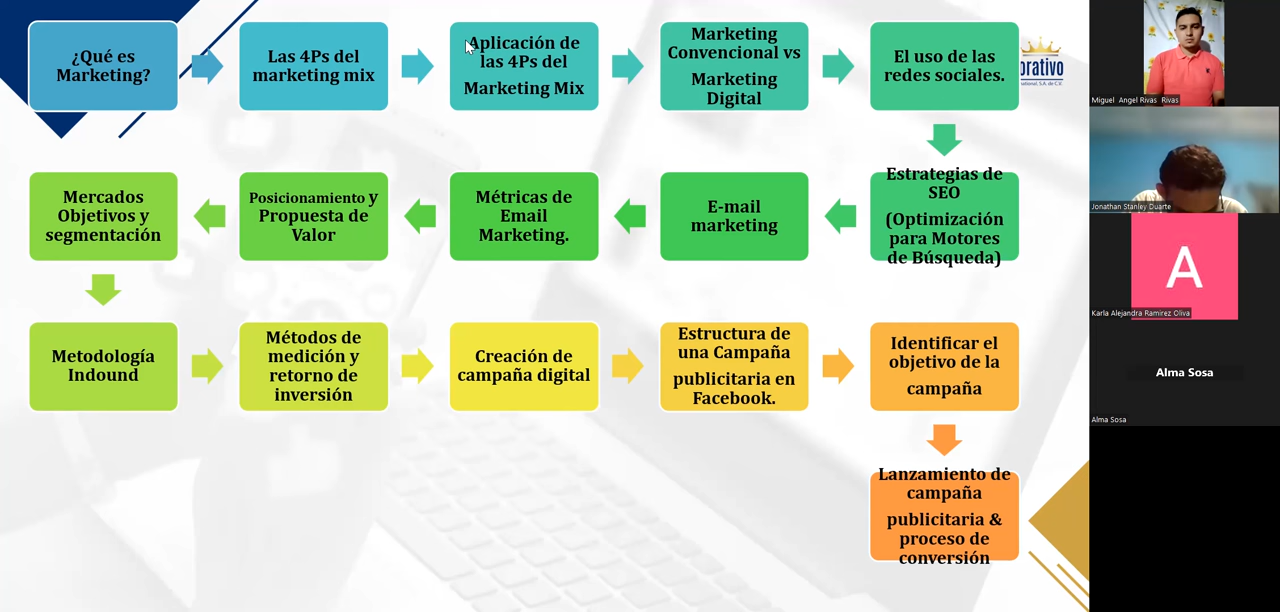 ¿Qué es
Marketing?
Las 4Ps del
marketing mix
Aplicación de
las 4Ps del
Marketing Mix
Marketing
Convencional vs
Marketing
Digital
El uso de las
redes sociales.
orativo
ational, S.A. de C.V.
Estrategias de
SEO
(Optimización
para Motores
de Búsqueda)
E-mail
marketing
Métricas de
Email
Marketing.
Posicionamiento y
Propuesta de
Valor
Mercados
Objetivos y
segmentación
Metodología
Indound
Métodos de
medición y
retorno de
inversión
Creación de
campaña digital
Estructura de
una Campaña
publicitaria en
Facebook.
Identificar el
objetivo de la
campaña
Lanzamiento de
campaña
publicitaria &
proceso de
conversión
Miguel Angel Rivas Rivas
Jonathan Stanley Duarte
A
Karla Alejandra Ramirez Oliva
Alma Sosa
Alma Sosa